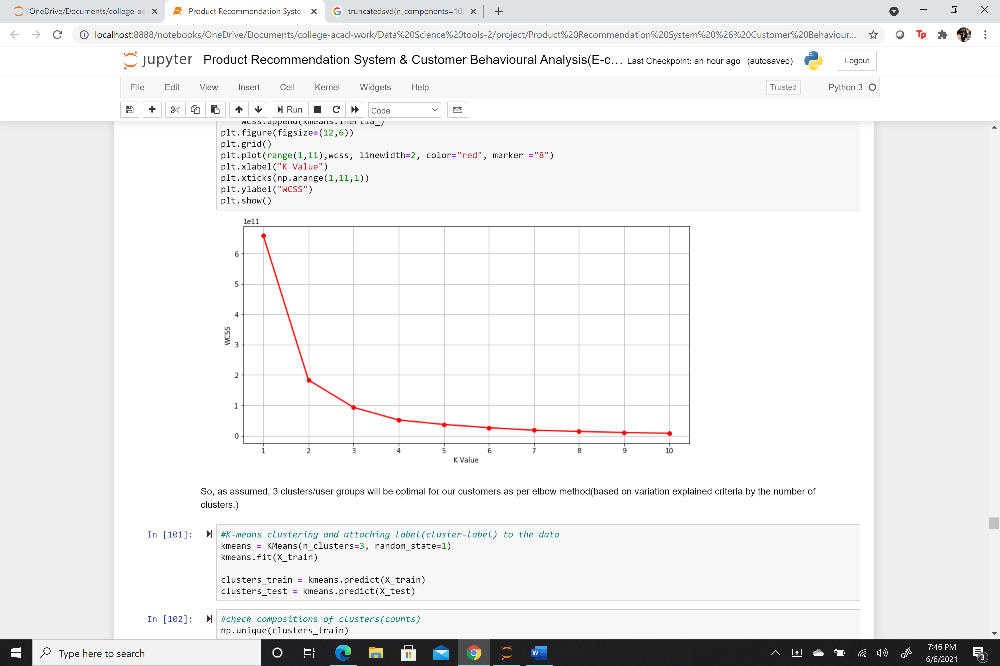 OneDrive/Documents/college-ac
Product Recommendation System
truncatedsvd(n_components=10)
localhost:8888/notebooks/OneDrive/Documents/college-acad-work/Data%20Science%20tools-2/project/Product%20Recommendation%20System%20%26%20Customer%20Behaviour...
Tp
jupyter Product Recommendation System & Customer Behavioural Analysis(E-c... Last Checkpoint: an hour ago (autosaved)
Logout
File Edit View Insert Cell Kernel Widgets Help
Trusted
Python 3
Run
Code
wcss.append(kmeans.inertia_)
plt.figure(figsize=(12,6))
plt.grid()
plt.plot(range(1,11),wcss, linewidth=2, color="red", marker ="8")
plt.xlabel("K Value")
plt.xticks(np.arange(1,11,1))
plt.ylabel("WCSS")
plt.show()
1e11
6
5
4
3
2
1
0
WCSS
1 2 3 4 5 6 7 8 9 10
K Value
So, as assumed, 3 clusters/user groups will be optimal for our customers as per elbow method(based on variation explained criteria by the number of
clusters.)
In [101]:
#K-means clustering and attaching label(cluster-label) to the data
kmeans = KMeans(n_clusters=3, random_state=1)
kmeans.fit(X_train)
clusters_train = kmeans.predict(X_train)
clusters_test = kmeans.predict(X_test)
In [102]:
#check compositions of clusters(counts)
np.unique(clusters_train)
Type here to search
W
7:46 PM
6/6/2021
3